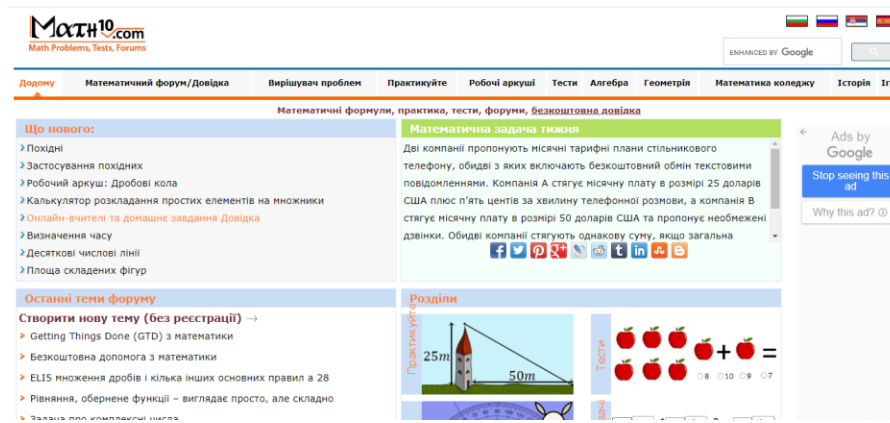 Math10.com
Math Problems, Tests, Forums
ENHANCED BY Google
Додому Математичний форум/Довідка Вирішувач проблем Практикуйте Робочі аркуші Тести Алгебра Геометрія Математика коледжу Історія
Математичні формули, практика, тести, форуми, безкоштовна довідка
Що нового:
Похідні
Застосування похідних
Робочий аркуш: Дробові кола
Калькулятор розкладання простих елементів на множники
Онлайн-вчителі та домашнє завдання Довідка
Визначення часу
Десяткові числові лінії
Площа складених фігур
Математична задача тижня
Дві компанії пропонують місячні тарифні плани стільникового
телефону, обидві з яких включають безкоштовний обмін текстовими
повідомленнями. Компанія А стягує місячну плату в розмірі 25 доларів
США плюс п’ять центів за хвилину телефонної розмови, а компанія В
стягує місячну плату в розмірі 50 доларів США та пропонує необмежені
дзвінки. Обидві компанії стягують однакову суму, якщо загальна
Ads by
Google
Stop seeing this
ad
Why this ad?
Останні теми форуму
Створити нову тему (без реєстрації) →
Getting Things Done (GTD) з математики
Безкоштовна допомога з математики
ELI5 множення дробів і кілька інших основних правил a 28
Рівняння, обернене функції – виглядає просто, але складно
Задача про комплексні числа
Розділи
Практикуйте
25m
50m
Тести
+ =
8 10 9 7